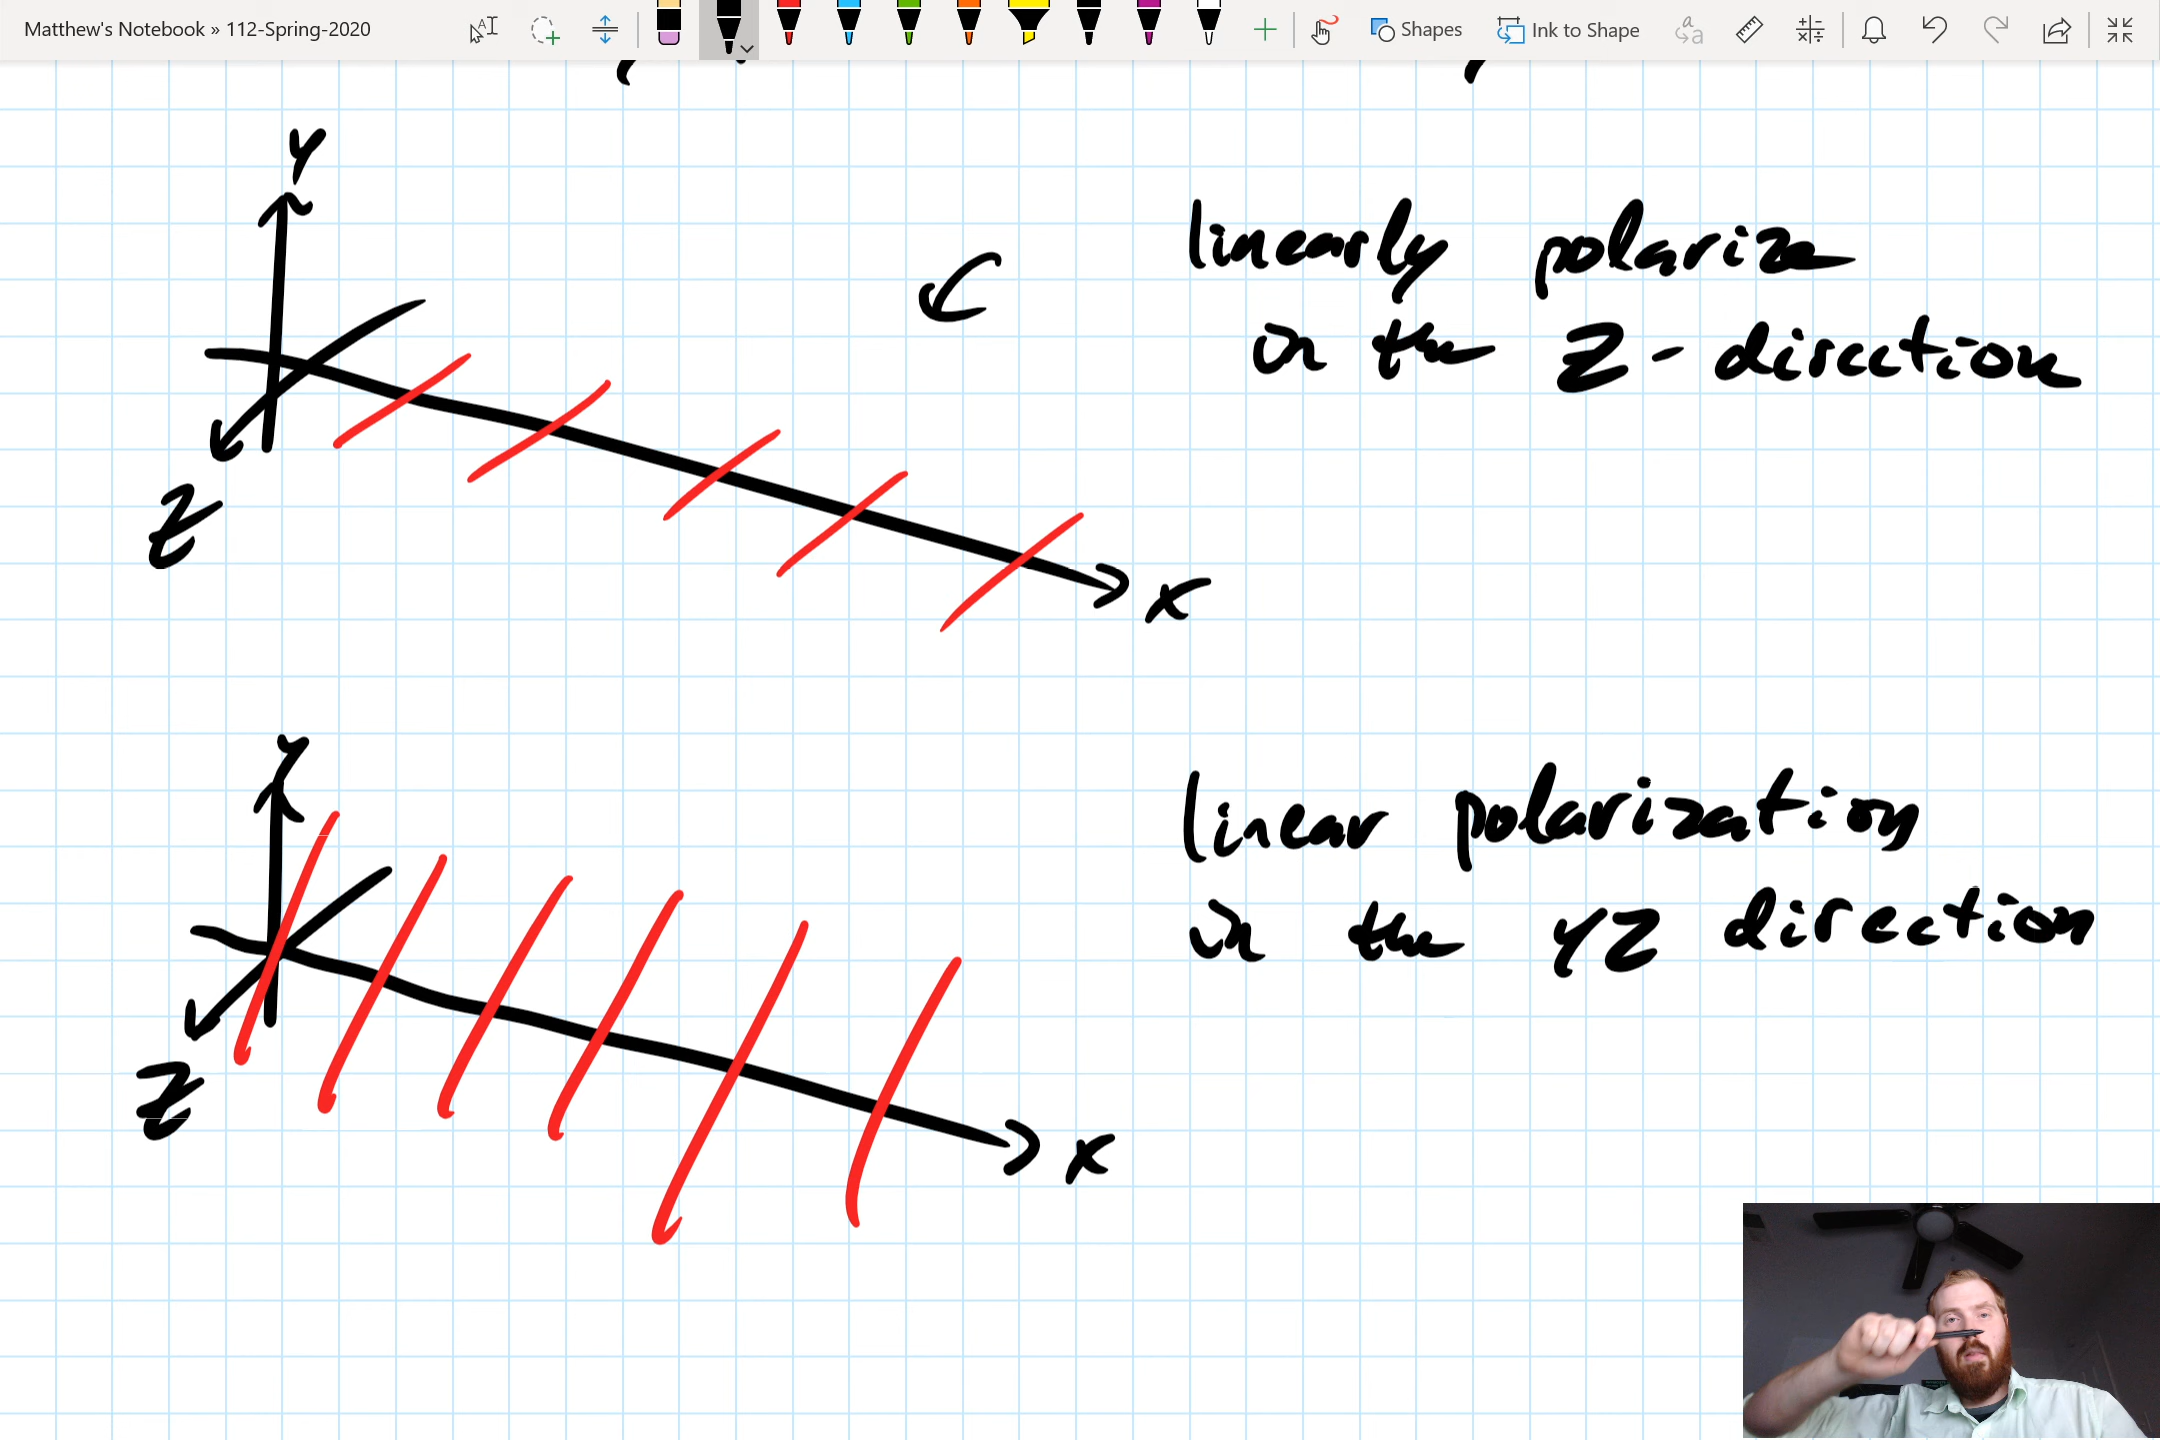 Matthew's Notebook » 112-Spring-2020
Shapes
Ink to Shape
Y
linearly polarize
in the Z-direction
Z
x
Y
linear polarization
in the YZ direction
Z
x